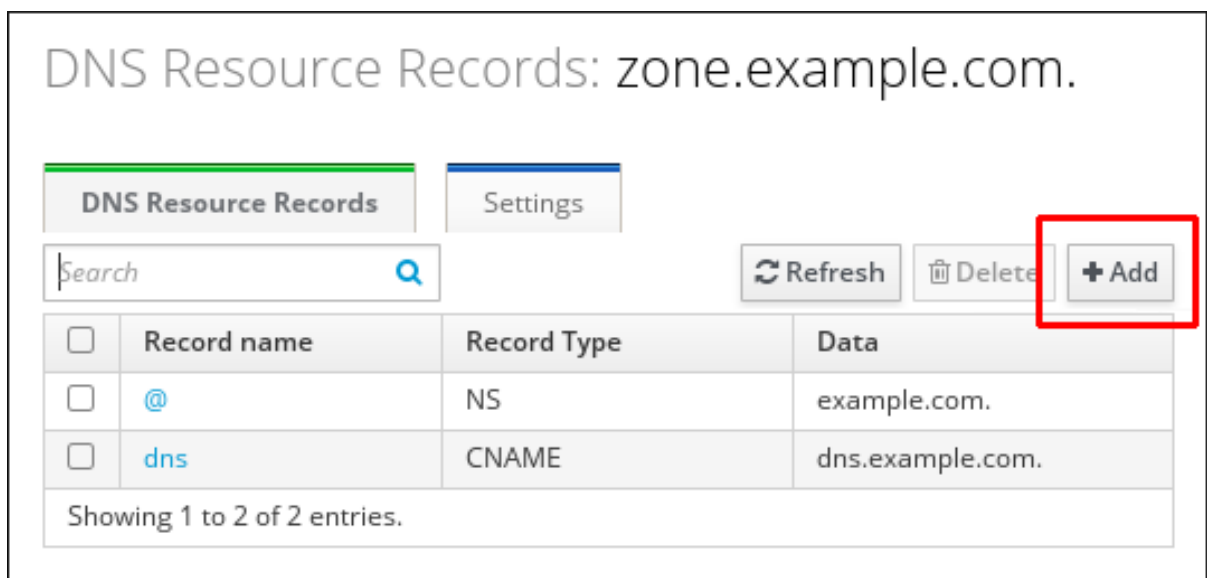 DNS Resource Records: zone.example.com.
DNS Resource Records Settings
Search Refresh Delete Add
Record name Record Type Data
@ NS example.com.
dns CNAME dns.example.com.
Showing 1 to 2 of 2 entries.